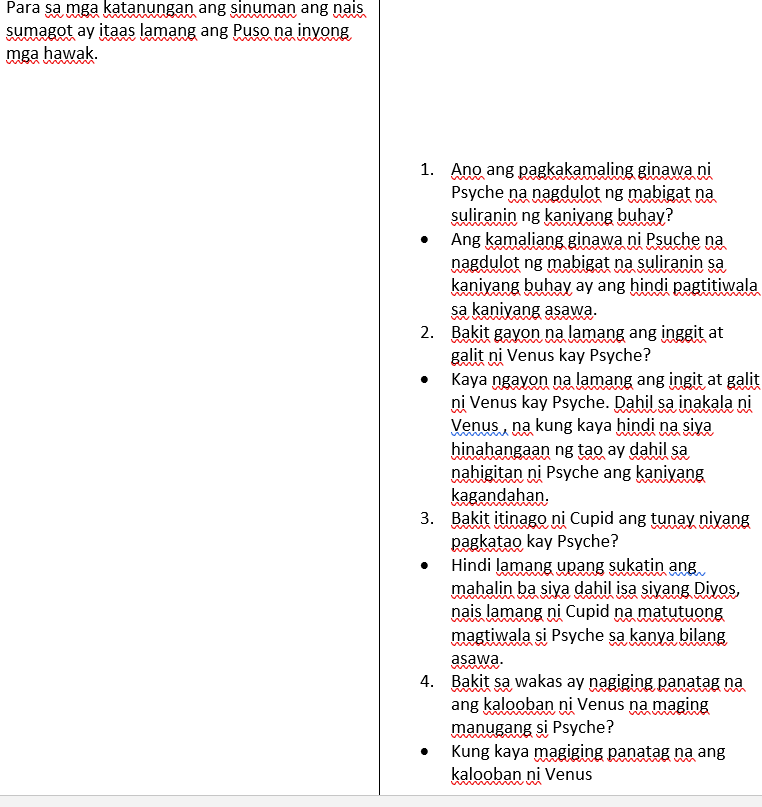 Para sa mga katanungan ang sinuman ang nais
sumagot ay itaas lamang ang Puso na inyong
mga hawak.
1. Ano ang pagkakamaling ginawa ni
Psyche na nagdulot ng mabigat na
suliranin ng kaniyang buhay?
• Ang kamaliang ginawa ni Psuche na
nagdulot ng mabigat na suliranin sa
kaniyang buhay ay ang hindi pagtitiwala
sa kaniyang asawa.
2. Bakit gayon na lamang ang inggit at
galit ni Venus kay Psyche?
• Kaya ngayon na lamang ang ingit at galit
ni Venus kay Psyche. Dahil sa inakala ni
Venus , na kung kaya hindi na siya
hinahangaan ng tao ay dahil sa
nahigitan ni Psyche ang kaniyang
kagandahan.
3. Bakit itinago ni Cupid ang tunay niyang
pagkatao kay Psyche?
• Hindi lamang upang sukatin ang
mahalin ba siya dahil isa siyang Diyos,
nais lamang ni Cupid na matutuong
magtiwala si Psyche sa kanya bilang
asawa.
4. Bakit sa wakas ay nagiging panatag na
ang kalooban ni Venus na maging
manugang si Psyche?
• Kung kaya magiging panatag na ang
kalooban ni Venus